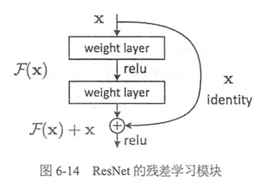 x
weight layer
F(x)
relu
weight layer
x
identity
F(x) + x
relu
图 6-14 ResNet 的残差学习模块